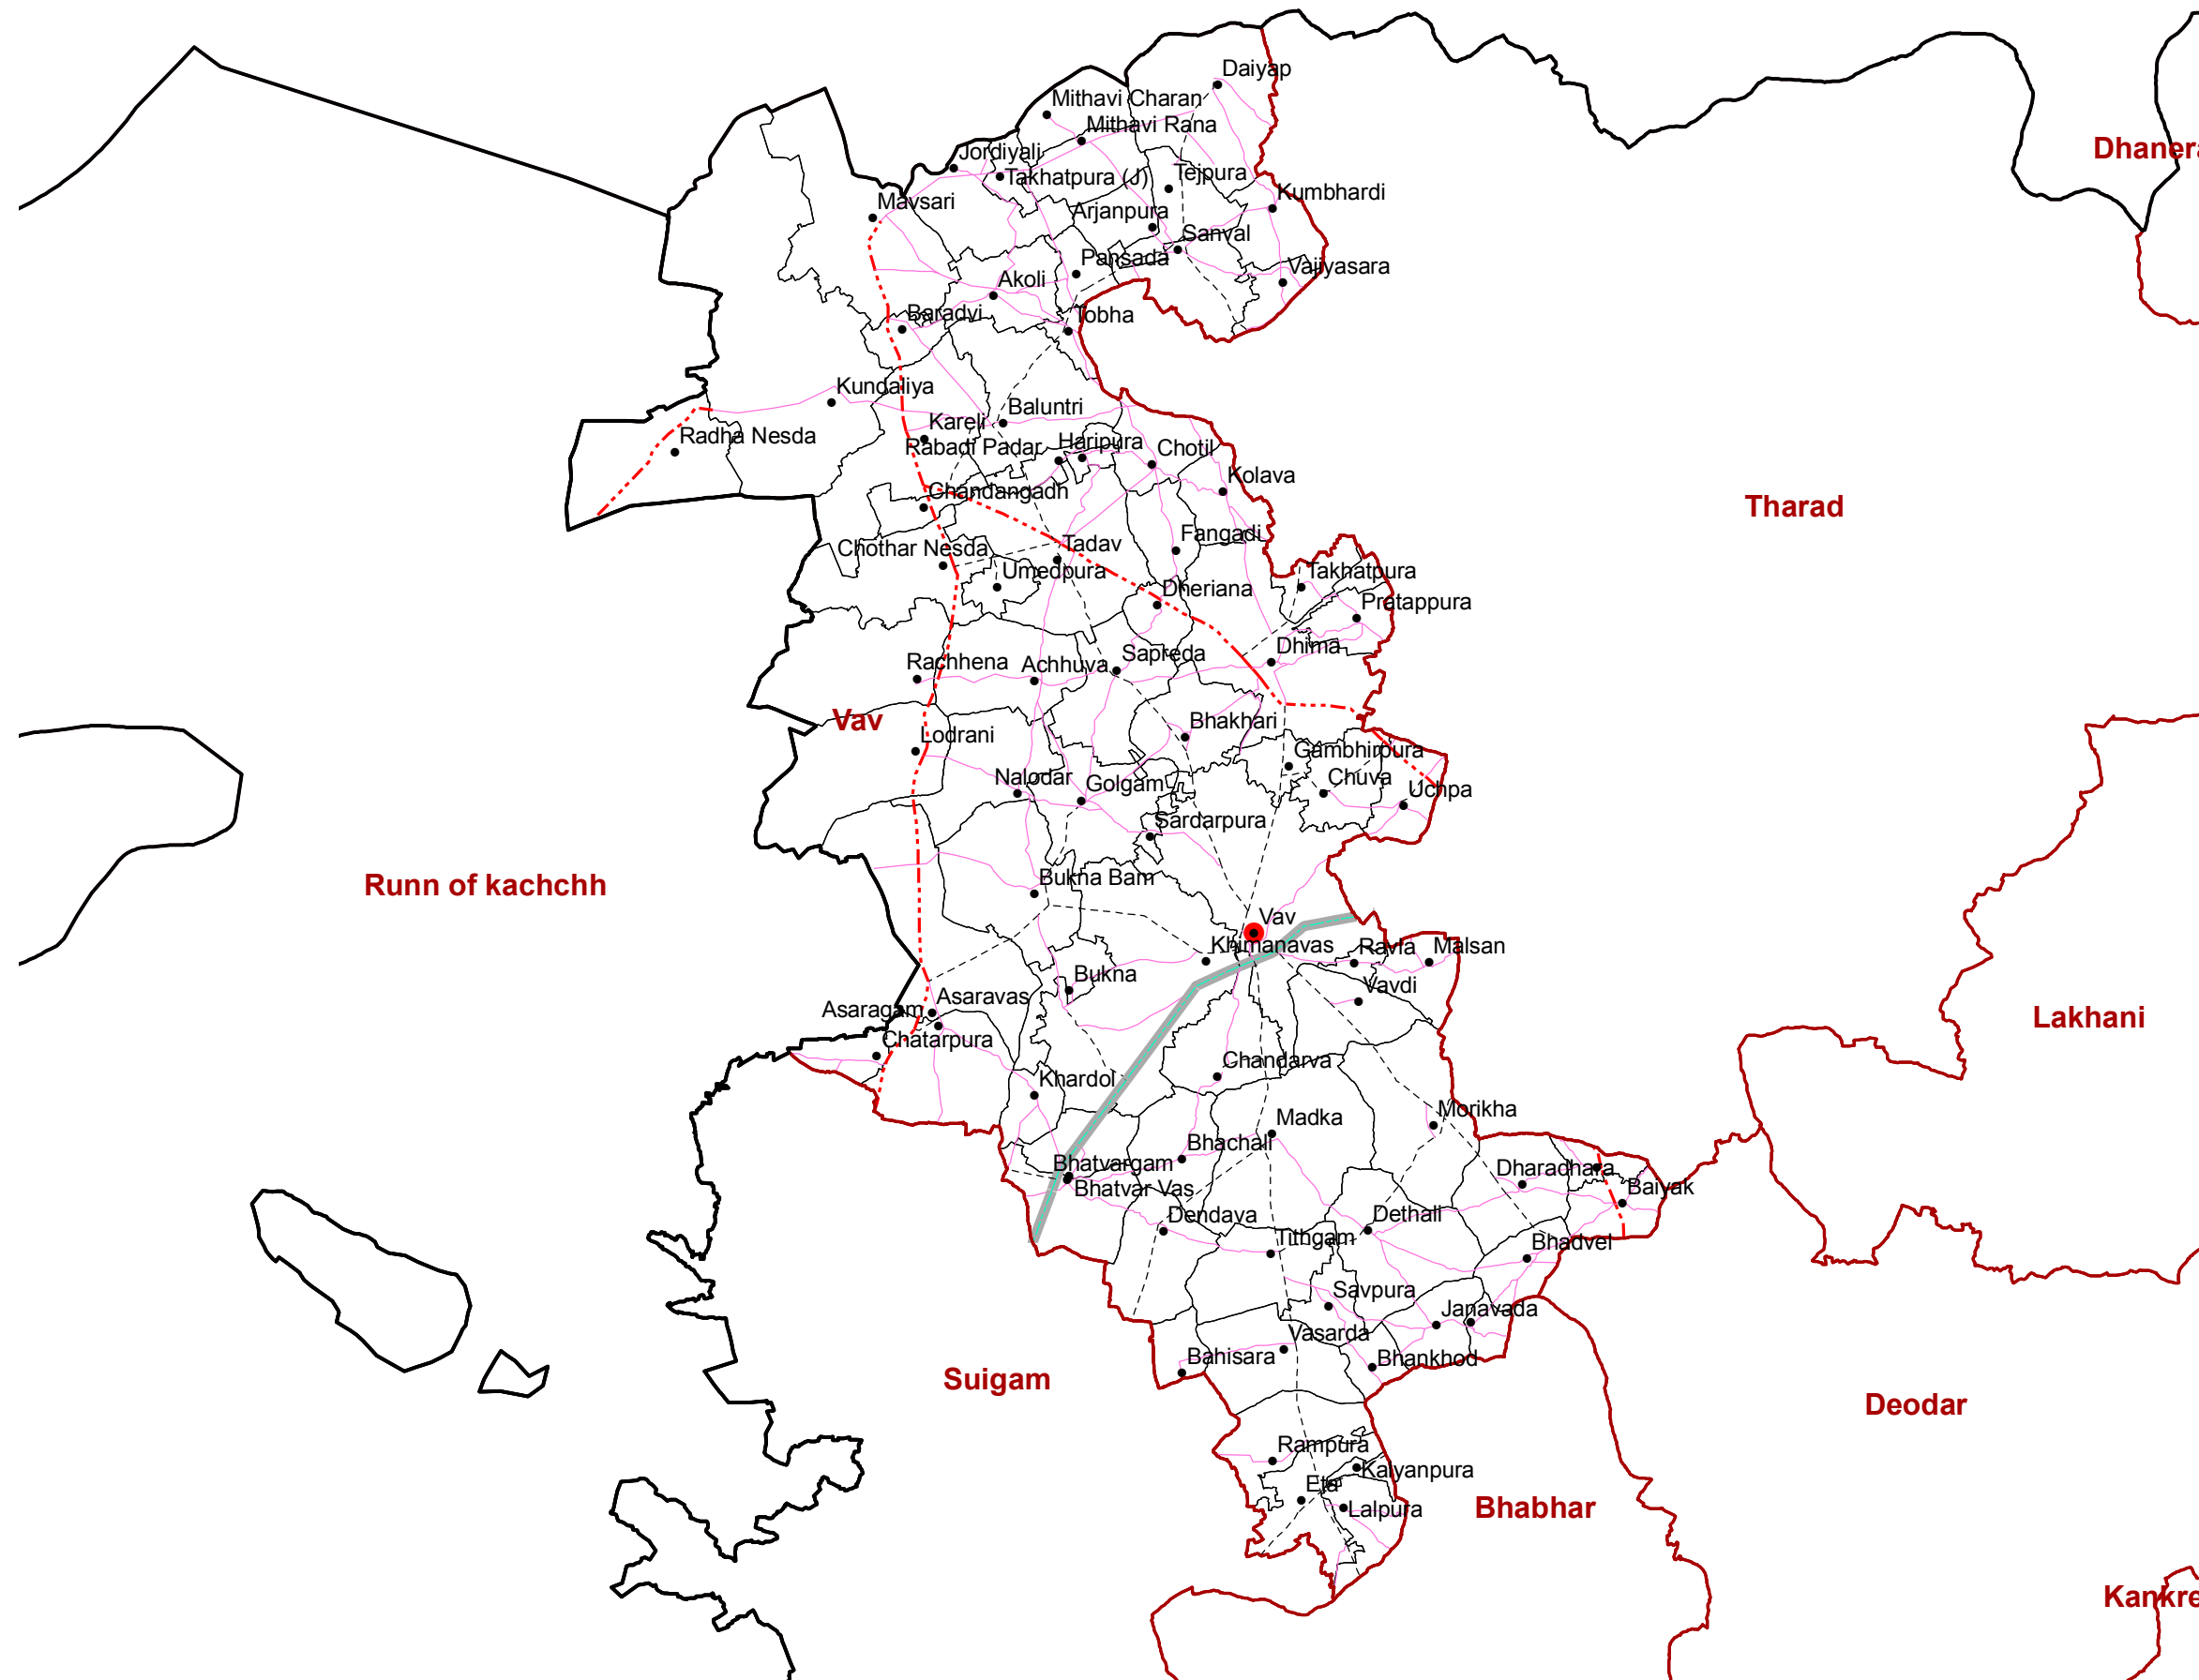 Daiyap
Mithavi Charan
Mithavi Rana
Dhanera
Jordiyali
Takhatpura (J)
Tejpura
Kumbhardi
Mavsari
Arjanpura
Sanval
Pansada
Vajiyasara
Akoli
Baradvi
Tobha
Kundaliya
Baluntri
Kareli
Radha Nesda
Rabadi Padar
Haripura
Chotil
Kolava
Chandangadh
Tharad
Fangadi
Chothar Nesda
Tadav
Umedpura
Takhatpura
Dheriana
Pratappura
Dhima
Rachhena
Achhuva
Sapreda
Vav
Lodrani
Bhakhari
Gambhirpura
Nalodar
Golgam
Chuva
Uchpa
Sardarpura
Runn of kachchh
Bukna Bam
Vav
Khimanavas
Ravla
Malsan
Bukna
Vavdi
Asaragam
Asaravas
Lakhani
Chatarpura
Khardol
Chandarva
Morikha
Madka
Bhachali
Bhatvargam
Dharadhara
Bhatvar Vas
Baiyak
Dendava
Dethali
Tithgam
Bhadvel
Savpura
Janavada
Vasarda
Bahisara
Bhankhod
Suigam
Deodar
Rampura
Kalyanpura
Eta
Lalpura
Bhabhar
Kankre